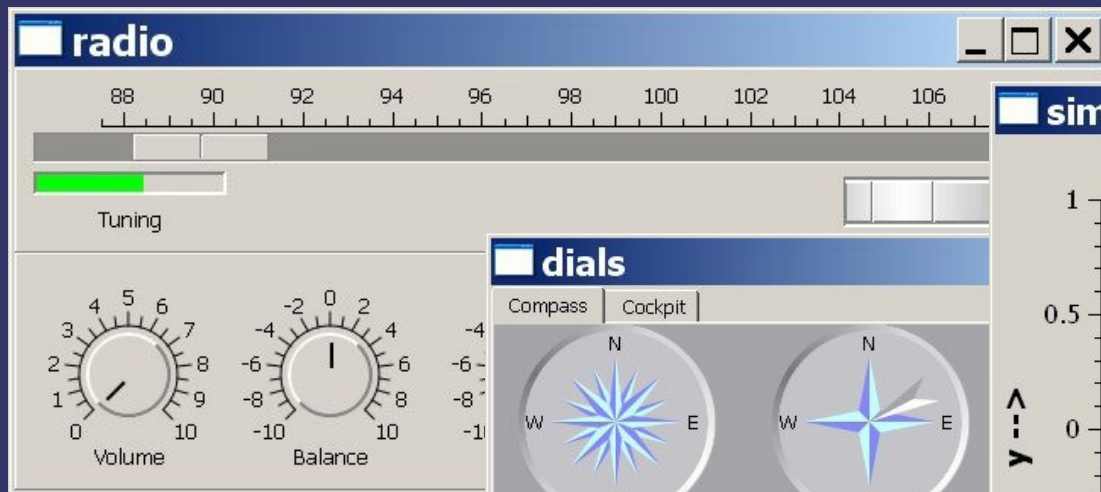 radio
88 90 92 94 96 98 100 102 104 106
Tuning
0 1 2 3 4 5 6 7 8 9 10
Volume
-10 -8 -6 -4 -2 0 2 4 6 8 10
Balance
-4
-6
-8
dials
Compass Cockpit
N
W E
N
W E
sim
1
0.5
0
y -->